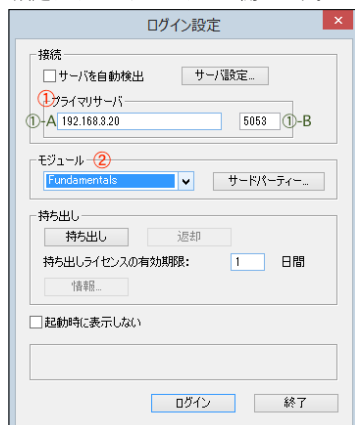 ログイン設定
接続
サーバを自動検出 サーバ設定...
①プライマリサーバ
①-A 192.168.3.20 5053 ①-B
モジュール ②
Fundamentals サードパーティー...
持ち出し
持ち出し 返却
持ち出しライセンスの有効期限: 1 日間
情報...
起動時に表示しない
ログイン 終了